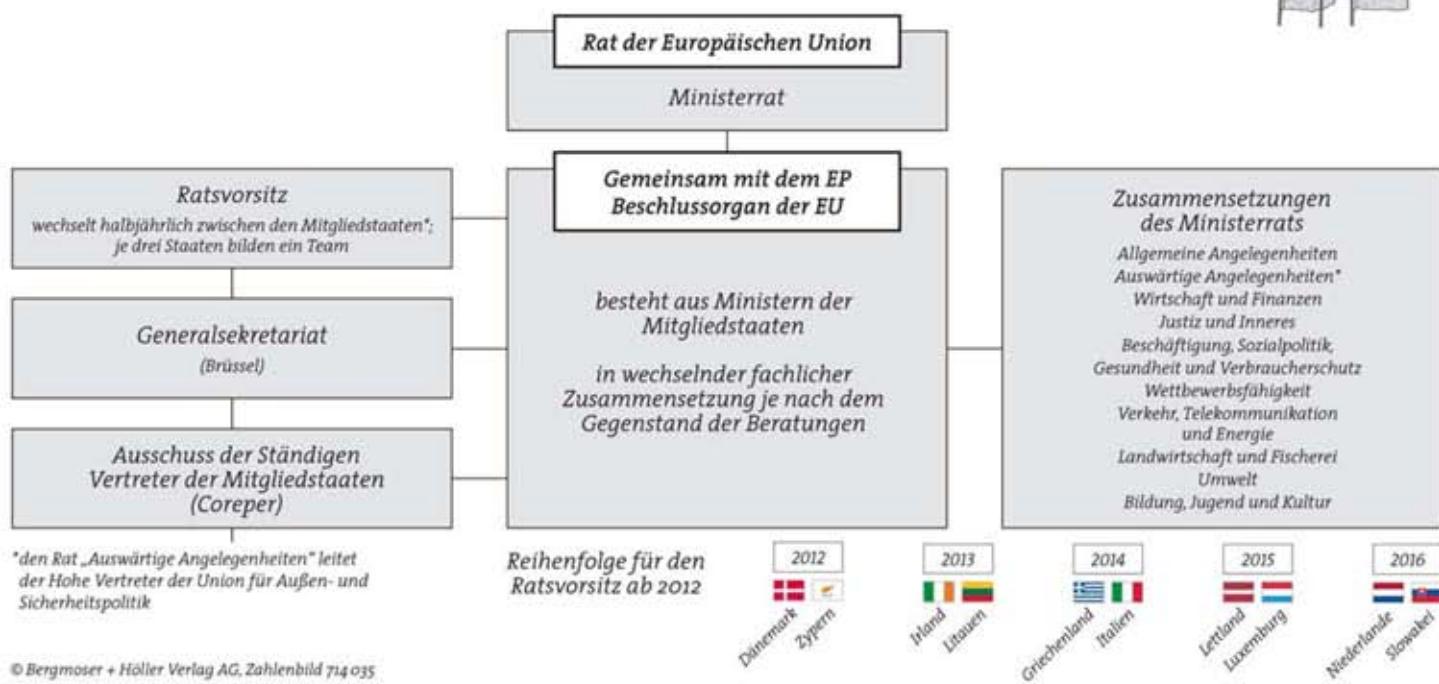 Rat der Europäischen Union
Ministerrat
Gemeinsam mit dem EP
Beschlussorgan der EU
besteht aus Ministern der
Mitgliedstaaten
in wechselnder fachlicher
Zusammensetzung je nach dem
Gegenstand der Beratungen
Ratsvorsitz
wechselt halbjährlich zwischen den Mitgliedstaaten*;
je drei Staaten bilden ein Team
Generalsekretariat
(Brüssel)
Ausschuss der Ständigen
Vertreter der Mitgliedstaaten
(Coreper)
Zusammensetzungen
des Ministerrats
Allgemeine Angelegenheiten
Auswärtige Angelegenheiten*
Wirtschaft und Finanzen
Justiz und Inneres
Beschäftigung, Sozialpolitik,
Gesundheit und Verbraucherschutz
Wettbewerbsfähigkeit
Verkehr, Telekommunikation
und Energie
Landwirtschaft und Fischerei
Umwelt
Bildung, Jugend und Kultur
*den Rat „Auswärtige Angelegenheiten" leitet
der Hohe Vertreter der Union für Außen- und
Sicherheitspolitik
Reihenfolge für den
Ratsvorsitz ab 2012
2012
Dänemark
Zypern
2013
Irland
Litauen
2014
Griechenland
Italien
2015
Lettland
Luxemburg
2016
Niederlande
Slowakei
© Bergmoser + Höller Verlag AG, Zahlenbild 714 035